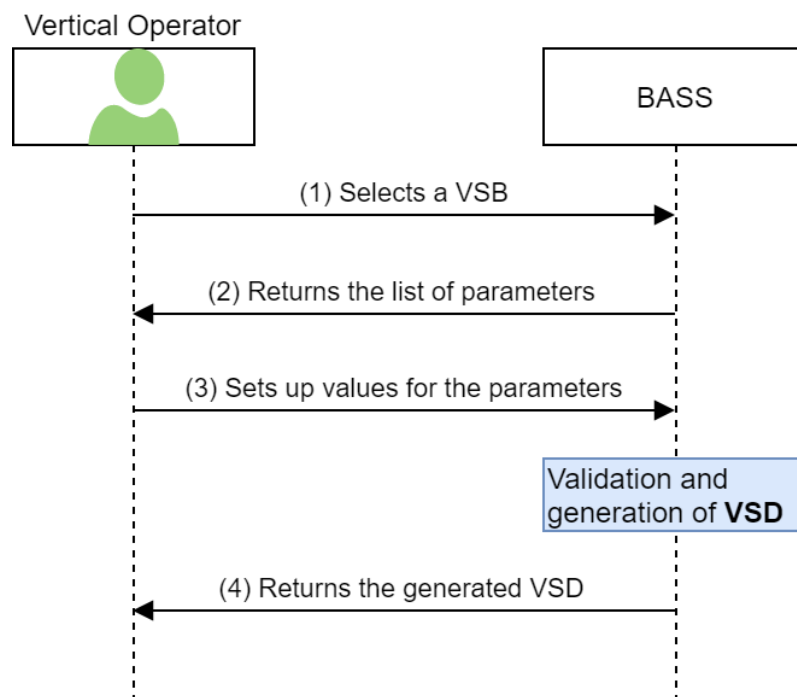 Vertical Operator
BASS
(1) Selects a VSB
(2) Returns the list of parameters
(3) Sets up values for the parameters
Validation and
generation of VSD
(4) Returns the generated VSD